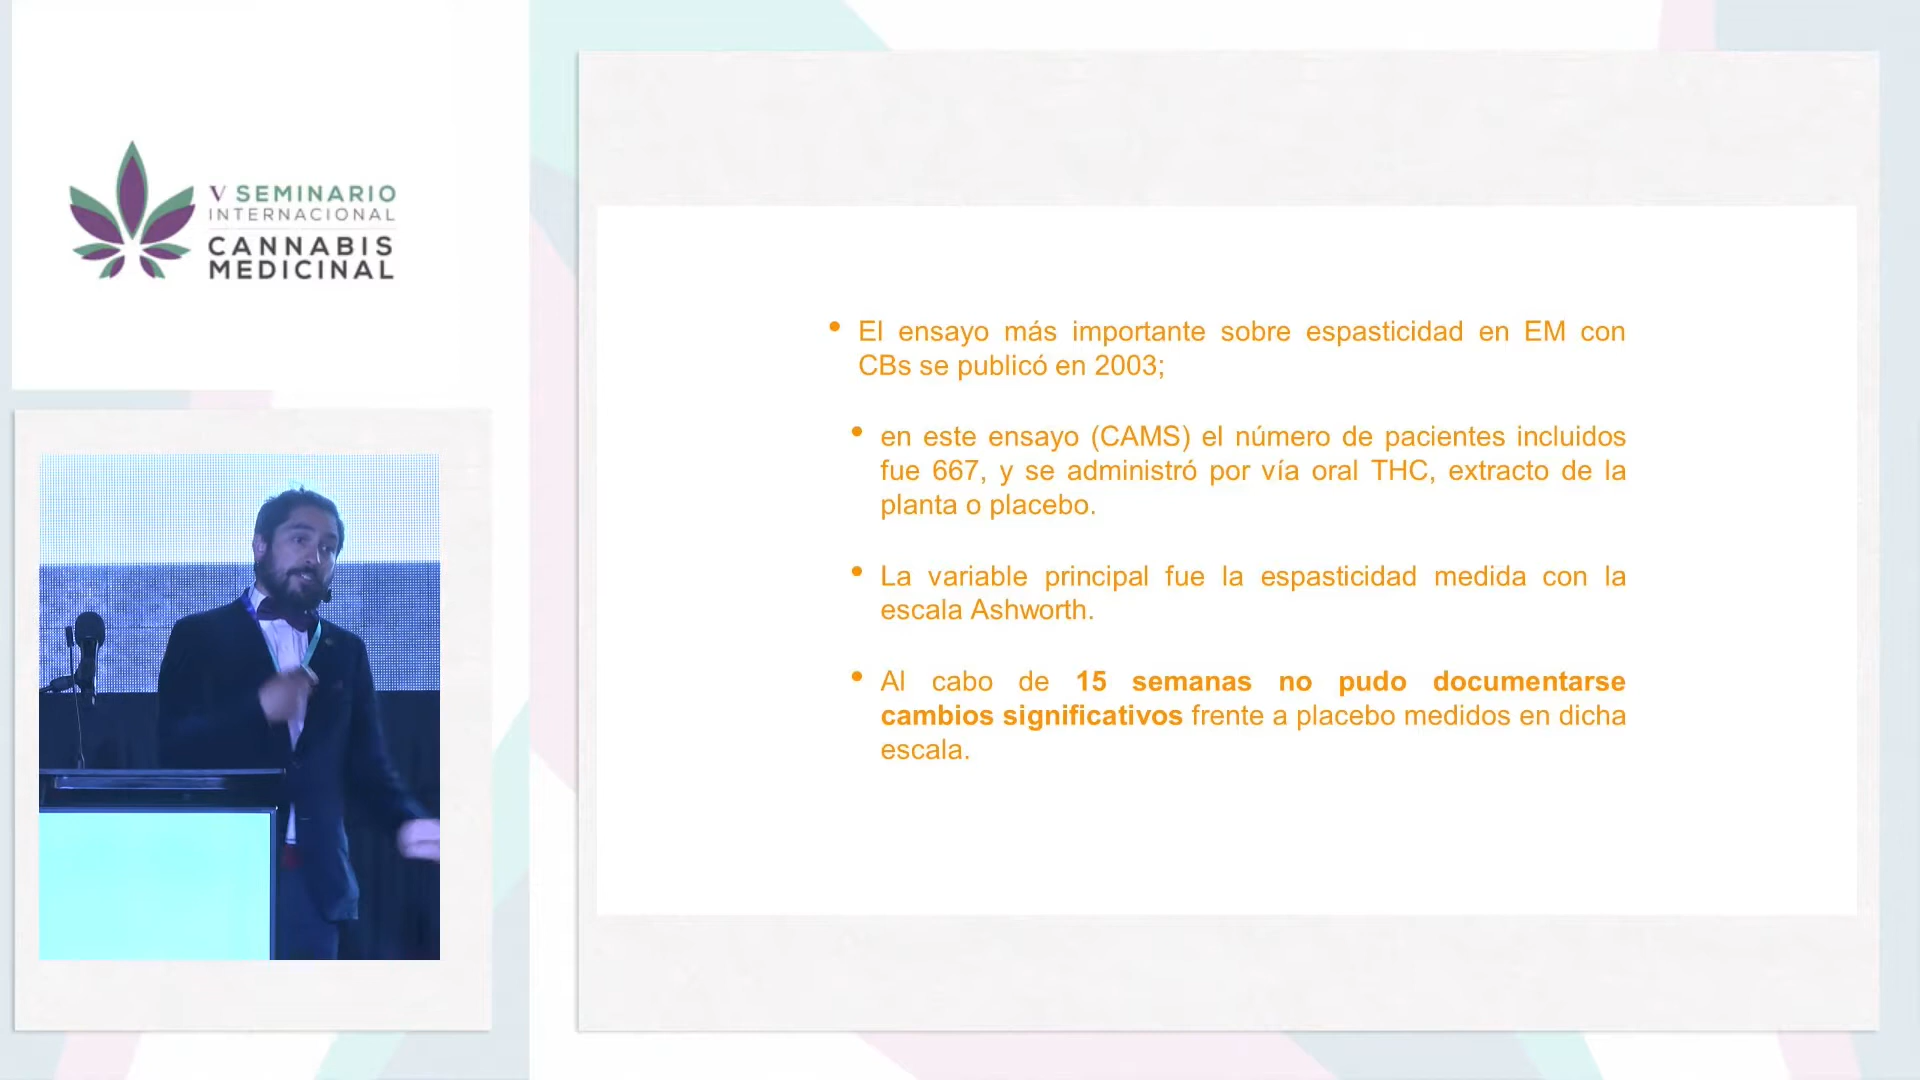 V SEMINARIO
INTERNACIONAL
CANNABIS
MEDICINAL
• El ensayo más importante sobre espasticidad en EM con
CBs se publicó en 2003;
• en este ensayo (CAMS) el número de pacientes incluidos
fue 667, y se administró por vía oral THC, extracto de la
planta o placebo.
• La variable principal fue la espasticidad medida con la
escala Ashworth.
• Al cabo de 15 semanas no pudo documentarse
cambios significativos frente a placebo medidos en dicha
escala.